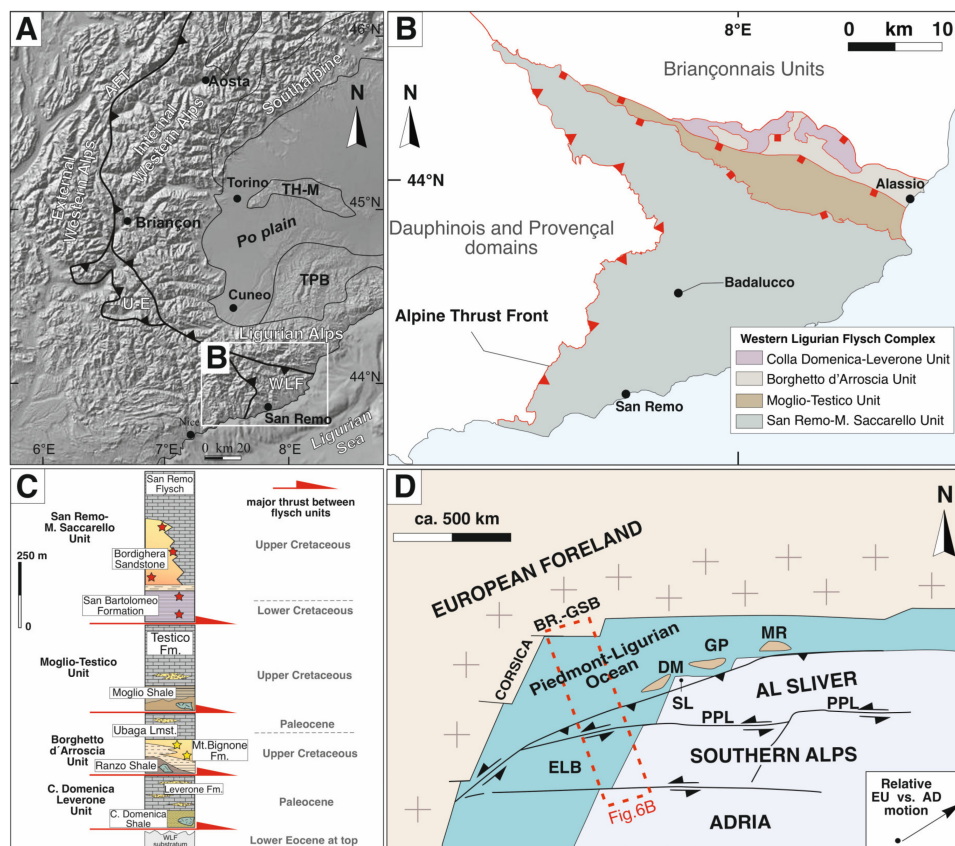 A
46°N
AFT
Aosta
Southalpine
N
Internal
Western Alps
External
Western Alps
Torino
TH-M
45°N
Briançon
Po plain
TPB
U-E
Cuneo
Ligurian Alps
B
WLF
44°N
San Remo
Nice
Ligurian
Sea
0 km 20
6°E
7°E
8°E
B
8°E
0 km 10
Briançonnais Units
N
44°N
Alassio
Dauphinois and Provençal
domains
Badalucco
Alpine Thrust Front
San Remo
Western Ligurian Flysch Complex
Colla Domenica-Leverone Unit
Borghetto d'Arroscia Unit
Moglio-Testico Unit
San Remo-M. Saccarello Unit
C
San Remo
Flysch
major thrust between
flysch units
San Remo-
M. Saccarello
Unit
250 m
0
Bordighera
Sandstone
Upper Cretaceous
San Bartolomeo
Formation
Lower Cretaceous
Testico
Fm.
Moglio-Testico
Unit
Upper Cretaceous
Moglio Shale
Paleocene
Ubaga Lmst.
Borghetto
d´Arroscia
Unit
Mt.Bignone
Fm.
Upper Cretaceous
Ranzo Shale
C. Domenica
Leverone Unit
Leverone Fm.
Paleocene
C. Domenica
Shale
WLF
substratum
Lower Eocene at top
D
ca. 500 km
N
EUROPEAN FORELAND
BR.-GSB
CORSICA
Piedmont-Ligurian
Ocean
MR
GP
DM
SL
AL SLIVER
PPL
PPL
SOUTHERN ALPS
ELB
Fig.6B
ADRIA
Relative
EU vs. AD
motion